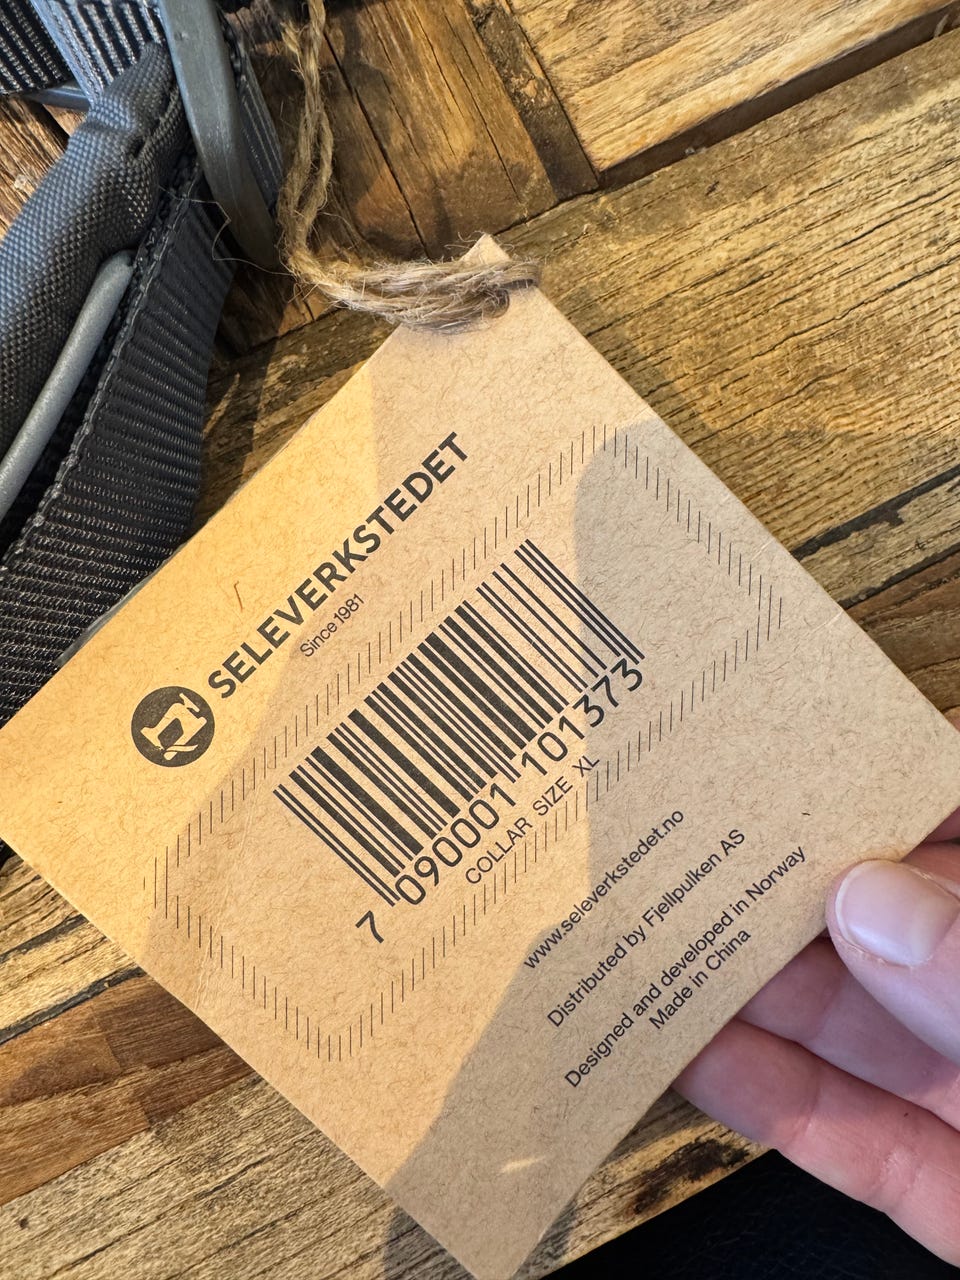 SELEVERKSTEDET
Since 1981
7 090001 101373
COLLAR SIZE XL
www.seleverkstedet.no
Distributed by Fjellpulken AS
Designed and developed in Norway
Made in China